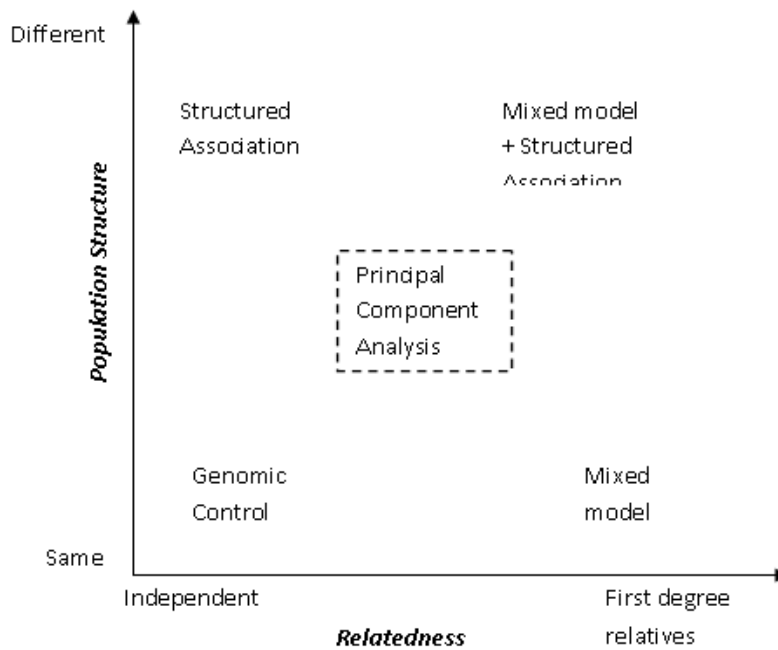 Different
Structured
Association
Mixed model
+ Structured
Association
Population Structure
Principal
Component
Analysis
Genomic
Control
Mixed
model
Same
Independent
First degree
relatives
Relatedness